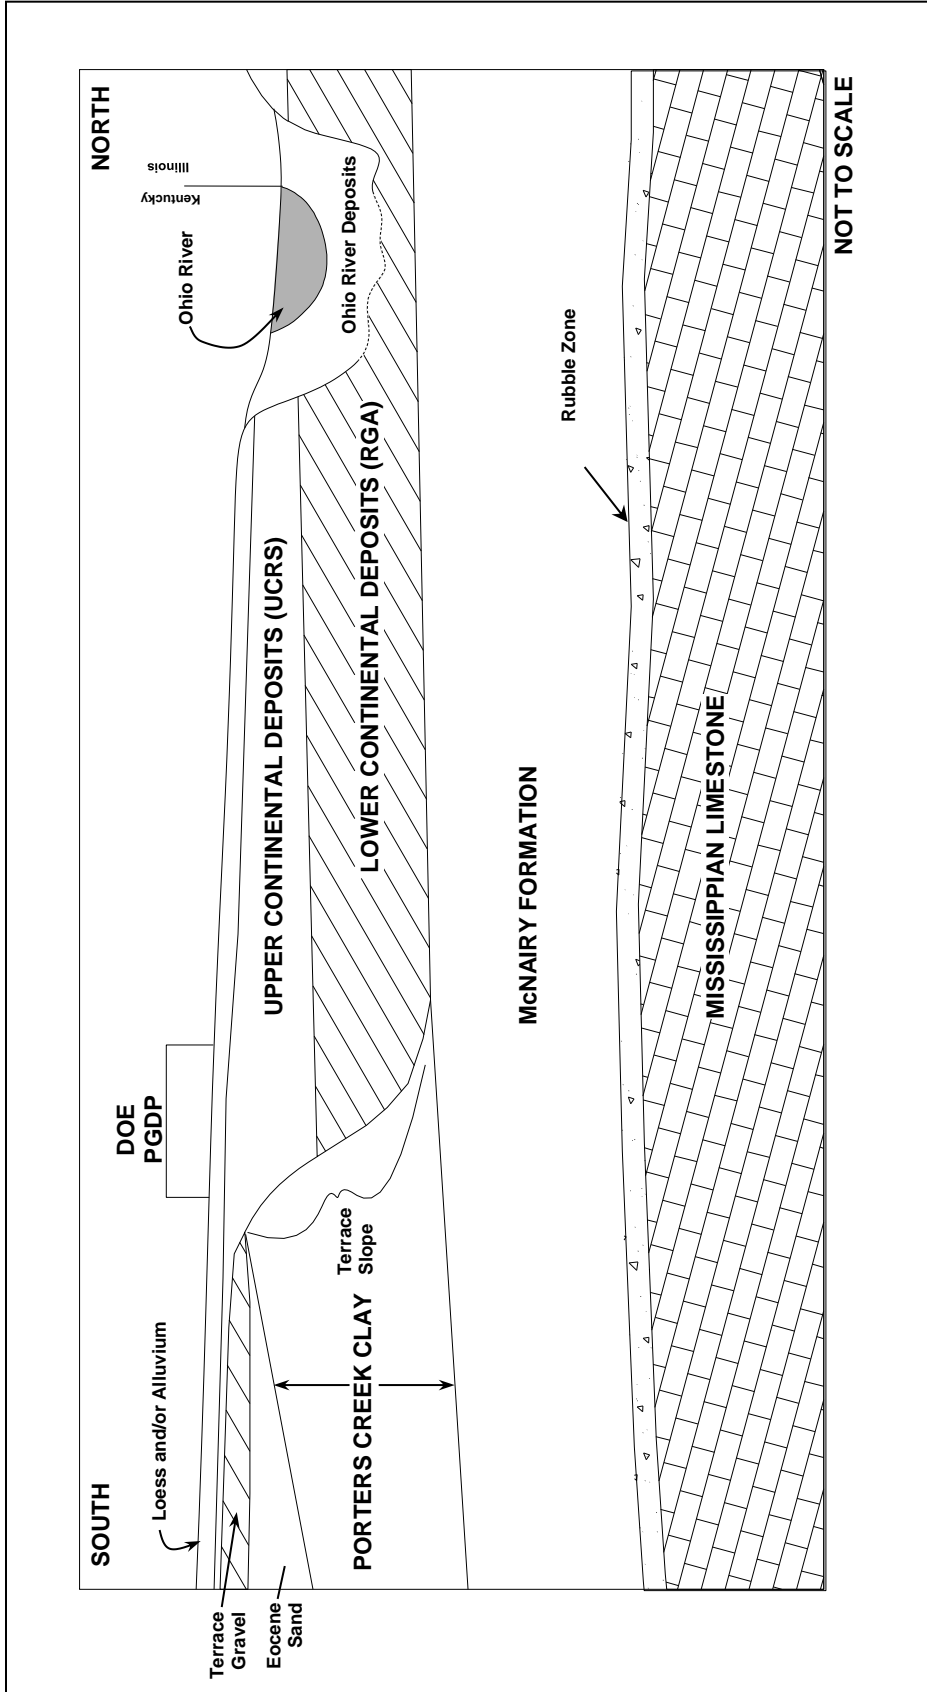 SOUTH
NORTH
DOE
PGDP
Illinois
Kentucky
Ohio River
Loess and/or Alluvium
Terrace
Gravel
Eocene
Sand
UPPER CONTINENTAL DEPOSITS (UCRS)
Ohio River Deposits
LOWER CONTINENTAL DEPOSITS (RGA)
Terrace
Slope
PORTERS CREEK CLAY
McNAIRY FORMATION
Rubble Zone
MISSISSIPPIAN LIMESTONE
NOT TO SCALE